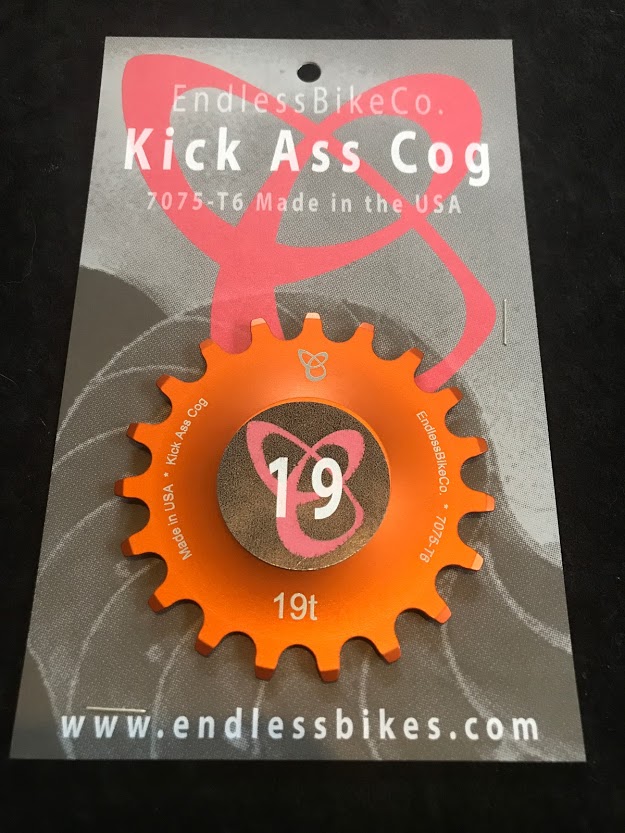 EndlessBikeCo.
Kick Ass Cog
7075-T6 Made in the USA
Made in USA * Kick Ass Cog
EndlessBikeCo. * 7075-T6
19
19t
www.endlessbikes.com